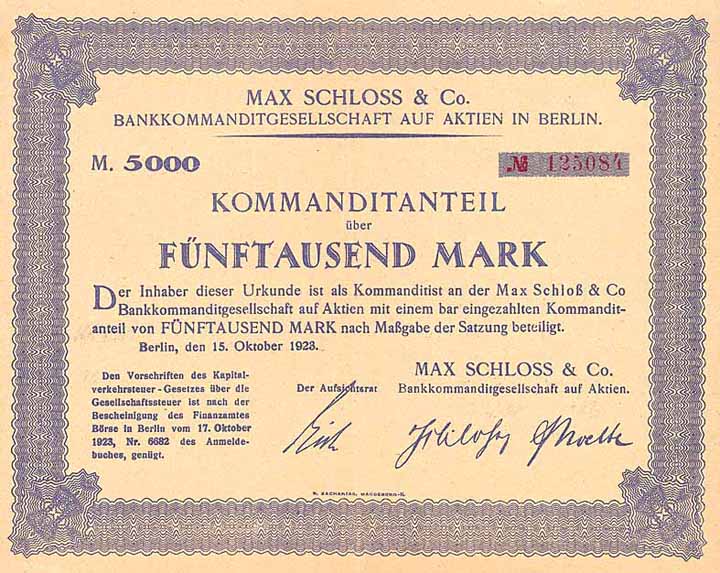 MAX SCHLOSS & Co.
BANKKOMMANDITGESELLSCHAFT AUF AKTIEN IN BERLIN.
M. 5000
№ 125084
KOMMANDITANTEIL
über
FÜNFTAUSEND MARK
Der Inhaber dieser Urkunde ist als Kommanditist an der Max Schloß & Co
Bankkommanditgesellschaft auf Aktien mit einem bar eingezahlten Kommandit-
anteil von FÜNFTAUSEND MARK nach Maßgabe der Satzung beteiligt.
Berlin, den 15. Oktober 1923.
Den Vorschriften des Kapital-
verkehrsteuer-Gesetzes über die
Gesellschaftssteuer ist nach der
Bescheinigung des Finanzamtes
Börse in Berlin vom 17. Oktober
1923, Nr. 6682 des Anmelde-
buches, genügt.
Der Aufsichtsrat
MAX SCHLOSS & Co.
Bankkommanditgesellschaft auf Aktien.
ZACHARIAS, MAGDEBURG-N.